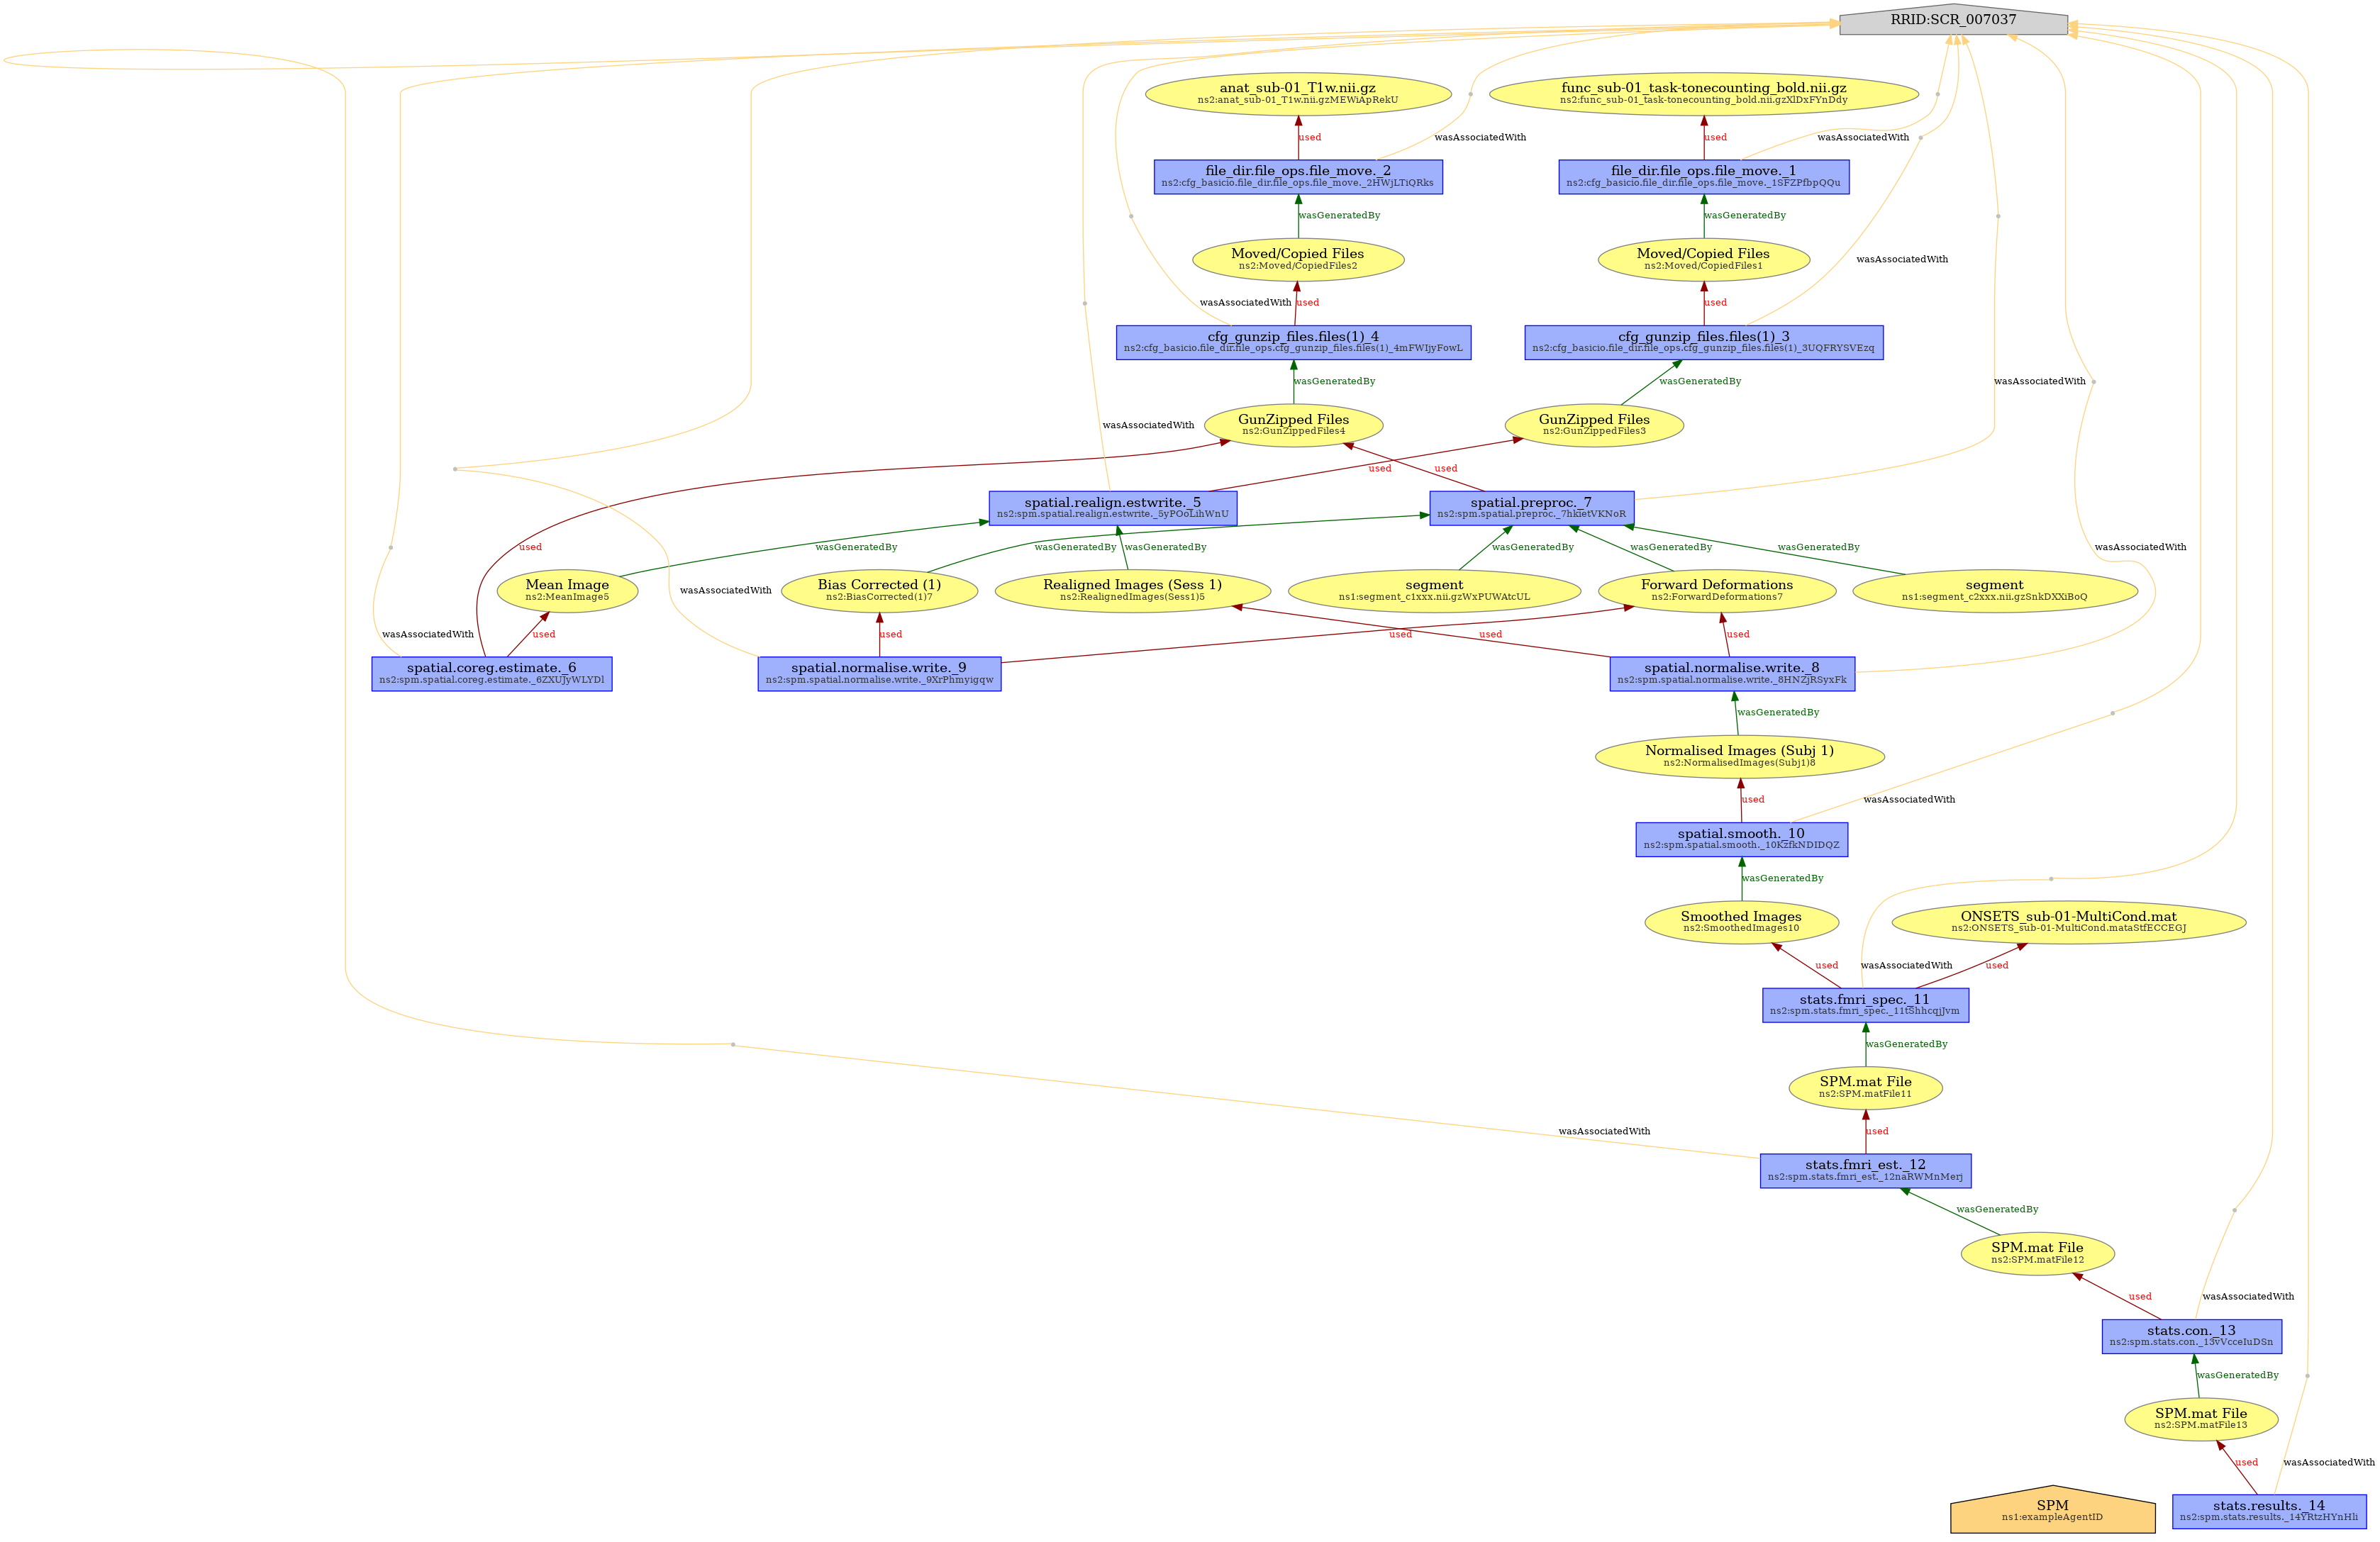 RRID:SCR_007037
anat_sub-01_T1w.nii.gz
ns2:anat_sub-01_T1w.nii.gzMEWiApRekU
func_sub-01_task-tonecounting_bold.nii.gz
ns2:func_sub-01_task-tonecounting_bold.nii.gzXlDxFYnDdy
used
wasAssociatedWith
used
wasAssociatedWith
file_dir.file_ops.file_move._2
ns2:cfg_basicio.file_dir.file_ops.file_move._2HWjLTiQRks
file_dir.file_ops.file_move._1
ns2:cfg_basicio.file_dir.file_ops.file_move._1SFZPfbpQQu
wasGeneratedBy
wasGeneratedBy
Moved/Copied Files
ns2:Moved/CopiedFiles2
Moved/Copied Files
ns2:Moved/CopiedFiles1
wasAssociatedWith
wasAssociatedWith
used
used
cfg_gunzip_files.files(1)_4
ns2:cfg_basicio.file_dir.file_ops.cfg_gunzip_files.files(1)_4mFWIjyFowL
cfg_gunzip_files.files(1)_3
ns2:cfg_basicio.file_dir.file_ops.cfg_gunzip_files.files(1)_3UQFRYSVEzq
wasGeneratedBy
wasGeneratedBy
wasAssociatedWith
GunZipped Files
ns2:GunZippedFiles4
GunZipped Files
ns2:GunZippedFiles3
wasAssociatedWith
used
used
spatial.realign.estwrite._5
ns2:spm.spatial.realign.estwrite._5yPOoLihWnU
spatial.preproc._7
ns2:spm.spatial.preproc._7hkietVKNoR
used
wasGeneratedBy
wasGeneratedBy
wasGeneratedBy
wasGeneratedBy
wasGeneratedBy
wasGeneratedBy
wasAssociatedWith
Mean Image
ns2:MeanImage5
wasAssociatedWith
Bias Corrected (1)
ns2:BiasCorrected(1)7
Realigned Images (Sess 1)
ns2:RealignedImages(Sess1)5
segment
ns1:segment_c1xxx.nii.gzWxPUWAtcUL
Forward Deformations
ns2:ForwardDeformations7
segment
ns1:segment_c2xxx.nii.gzSnkDXXiBoQ
wasAssociatedWith
used
used
used
used
used
spatial.coreg.estimate._6
ns2:spm.spatial.coreg.estimate._6ZXUJyWLYDl
spatial.normalise.write._9
ns2:spm.spatial.normalise.write._9XrPhmyigqw
spatial.normalise.write._8
ns2:spm.spatial.normalise.write._8HNZjRSyxFk
wasGeneratedBy
Normalised Images (Subj 1)
ns2:NormalisedImages(Subj1)8
used
wasAssociatedWith
spatial.smooth._10
ns2:spm.spatial.smooth._10KzfkNDIDQZ
wasGeneratedBy
Smoothed Images
ns2:SmoothedImages10
ONSETS_sub-01-MultiCond.mat
ns2:ONSETS_sub-01-MultiCond.mataStfECCEGJ
used
wasAssociatedWith
used
stats.fmri_spec._11
ns2:spm.stats.fmri_spec._11tShhcqjJvm
wasGeneratedBy
SPM.mat File
ns2:SPM.matFile11
wasAssociatedWith
used
stats.fmri_est._12
ns2:spm.stats.fmri_est._12naRWMnMerj
wasGeneratedBy
SPM.mat File
ns2:SPM.matFile12
used
wasAssociatedWith
stats.con._13
ns2:spm.stats.con._13vVcceIuDSn
wasGeneratedBy
SPM.mat File
ns2:SPM.matFile13
used
wasAssociatedWith
SPM
ns1:exampleAgentID
stats.results._14
ns2:spm.stats.results._14YRtzHYnHli